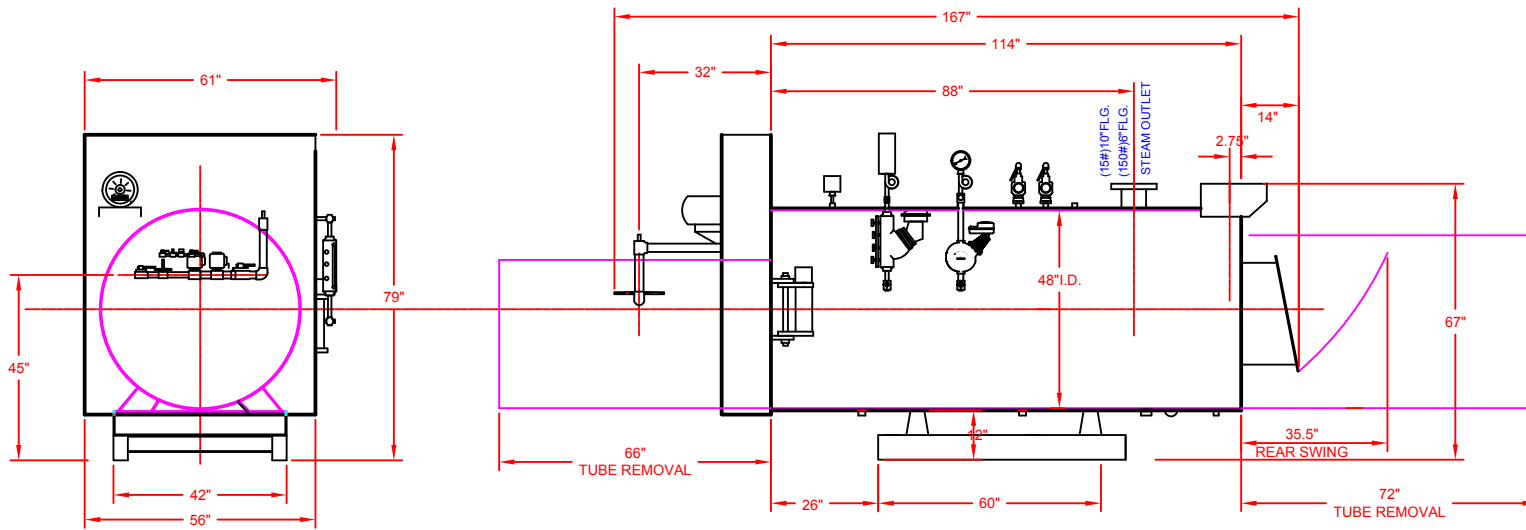 167"
114"
61"
32"
88"
(15#)10"FLG.
(150#)6"FLG.
STEAM OUTLET
14"
2.75"
79"
45"
48"I.D.
67"
12"
42"
56"
66"
TUBE REMOVAL
26"
60"
35.5"
REAR SWING
72"
TUBE REMOVAL